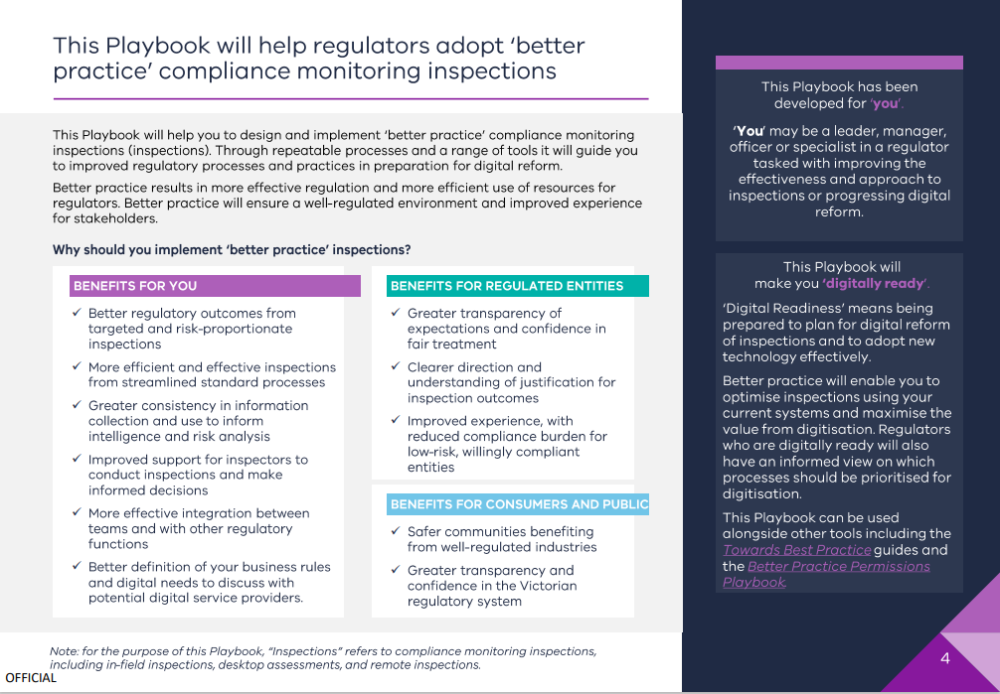 This Playbook will help regulators adopt ‘better
practice’ compliance monitoring inspections
This Playbook will help you to design and implement ‘better practice’ compliance monitoring
inspections (inspections). Through repeatable processes and a range of tools it will guide you
to improved regulatory processes and practices in preparation for digital reform.
Better practice results in more effective regulation and more efficient use of resources for
regulators. Better practice will ensure a well-regulated environment and improved experience
for stakeholders.
Why should you implement ‘better practice’ inspections?
BENEFITS FOR YOU
✓ Better regulatory outcomes from
targeted and risk-proportionate
inspections
✓ More efficient and effective inspections
from streamlined standard processes
✓ Greater consistency in information
collection and use to inform
intelligence and risk analysis
✓ Improved support for inspectors to
conduct inspections and make
informed decisions
✓ More effective integration between
teams and with other regulatory
functions
✓ Better definition of your business rules
and digital needs to discuss with
potential digital service providers.
BENEFITS FOR REGULATED ENTITIES
✓ Greater transparency of
expectations and confidence in
fair treatment
✓ Clearer direction and
understanding of justification for
inspection outcomes
✓ Improved experience, with
reduced compliance burden for
low-risk, willingly compliant
entities
BENEFITS FOR CONSUMERS AND PUBLIC
✓ Safer communities benefiting
from well-regulated industries
✓ Greater transparency and
confidence in the Victorian
regulatory system
Note: for the purpose of this Playbook, “Inspections” refers to compliance monitoring inspections,
including in-field inspections, desktop assessments, and remote inspections.
OFFICIAL
This Playbook has been
developed for ‘you’.
‘You’ may be a leader, manager,
officer or specialist in a regulator
tasked with improving the
effectiveness and approach to
inspections or progressing digital
reform.
This Playbook will
make you ‘digitally ready’.
‘Digital Readiness’ means being
prepared to plan for digital reform
of inspections and to adopt new
technology effectively.
Better practice will enable you to
optimise inspections using your
current systems and maximise the
value from digitisation. Regulators
who are digitally ready will also
have an informed view on which
processes should be prioritised for
digitisation.
This Playbook can be used
alongside other tools including the
Towards Best Practice guides and
the Better Practice Permissions
Playbook.
4